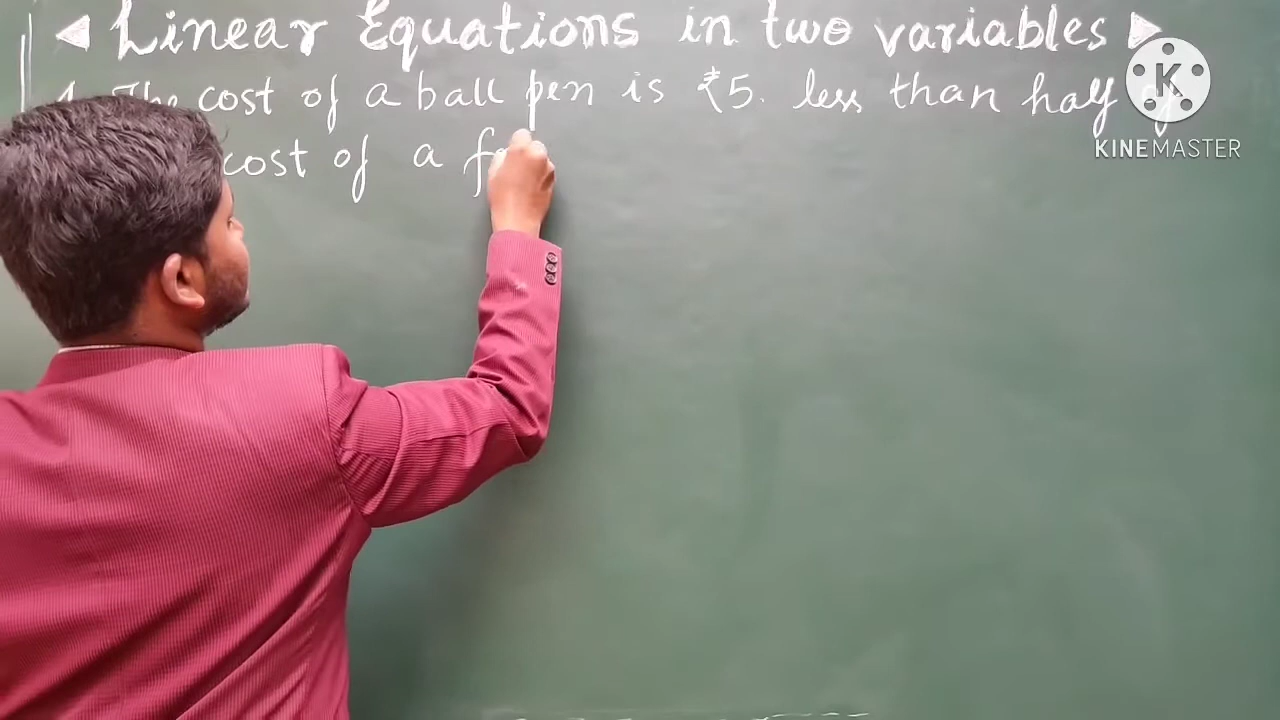 Linear Equations in two variables
1. The cost of a ball pen is ₹5. less than half of
cost of a
K
KINEMASTER